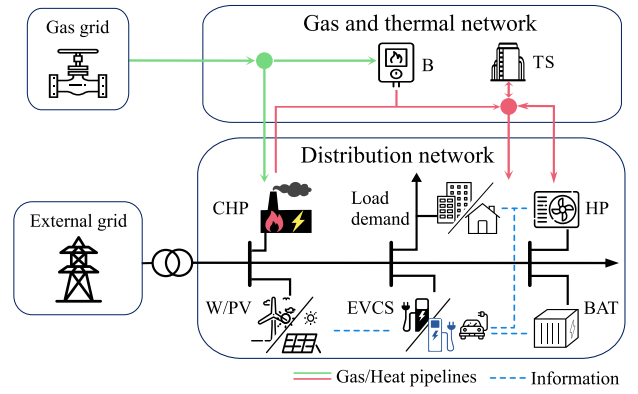 Gas grid
Gas and thermal network
B
TS
Distribution network
External grid
CHP
Load
demand
HP
W/PV
EVCS
BAT
Gas/Heat pipelines
Information